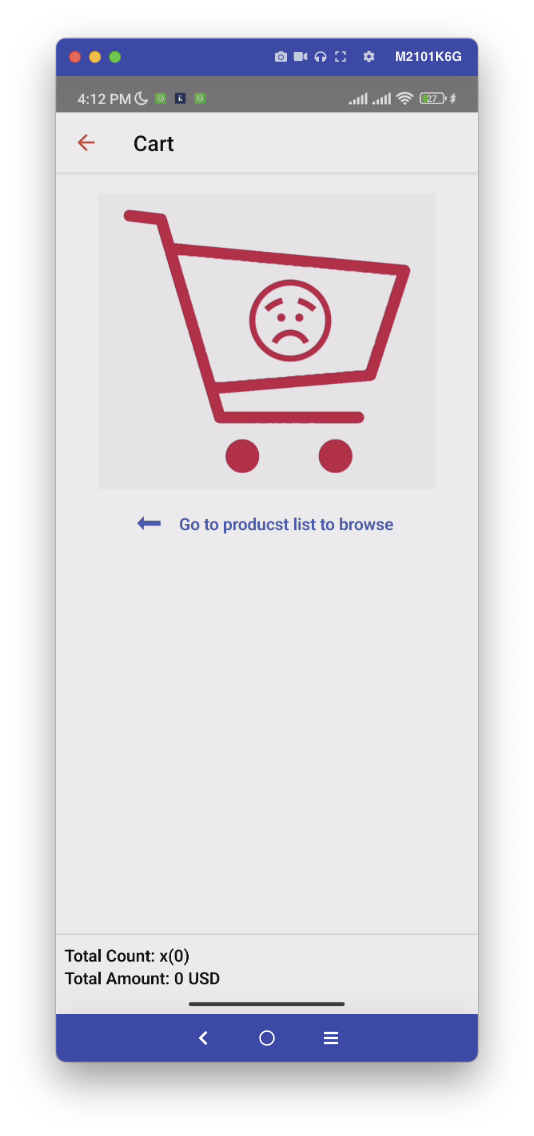 M2101K6G
4:12 PM
27
Cart
Go to producst list to browse
Total Count: x(0)
Total Amount: 0 USD